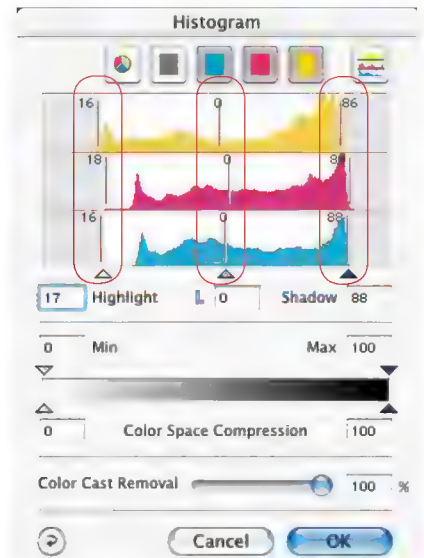 Histogram
16 0 86
18 0
16 0 88
17 Highlight 0 Shadow 88
0 Min Max 100
0 Color Space Compression 100
Color Cast Removal 100 %
Cancel OK